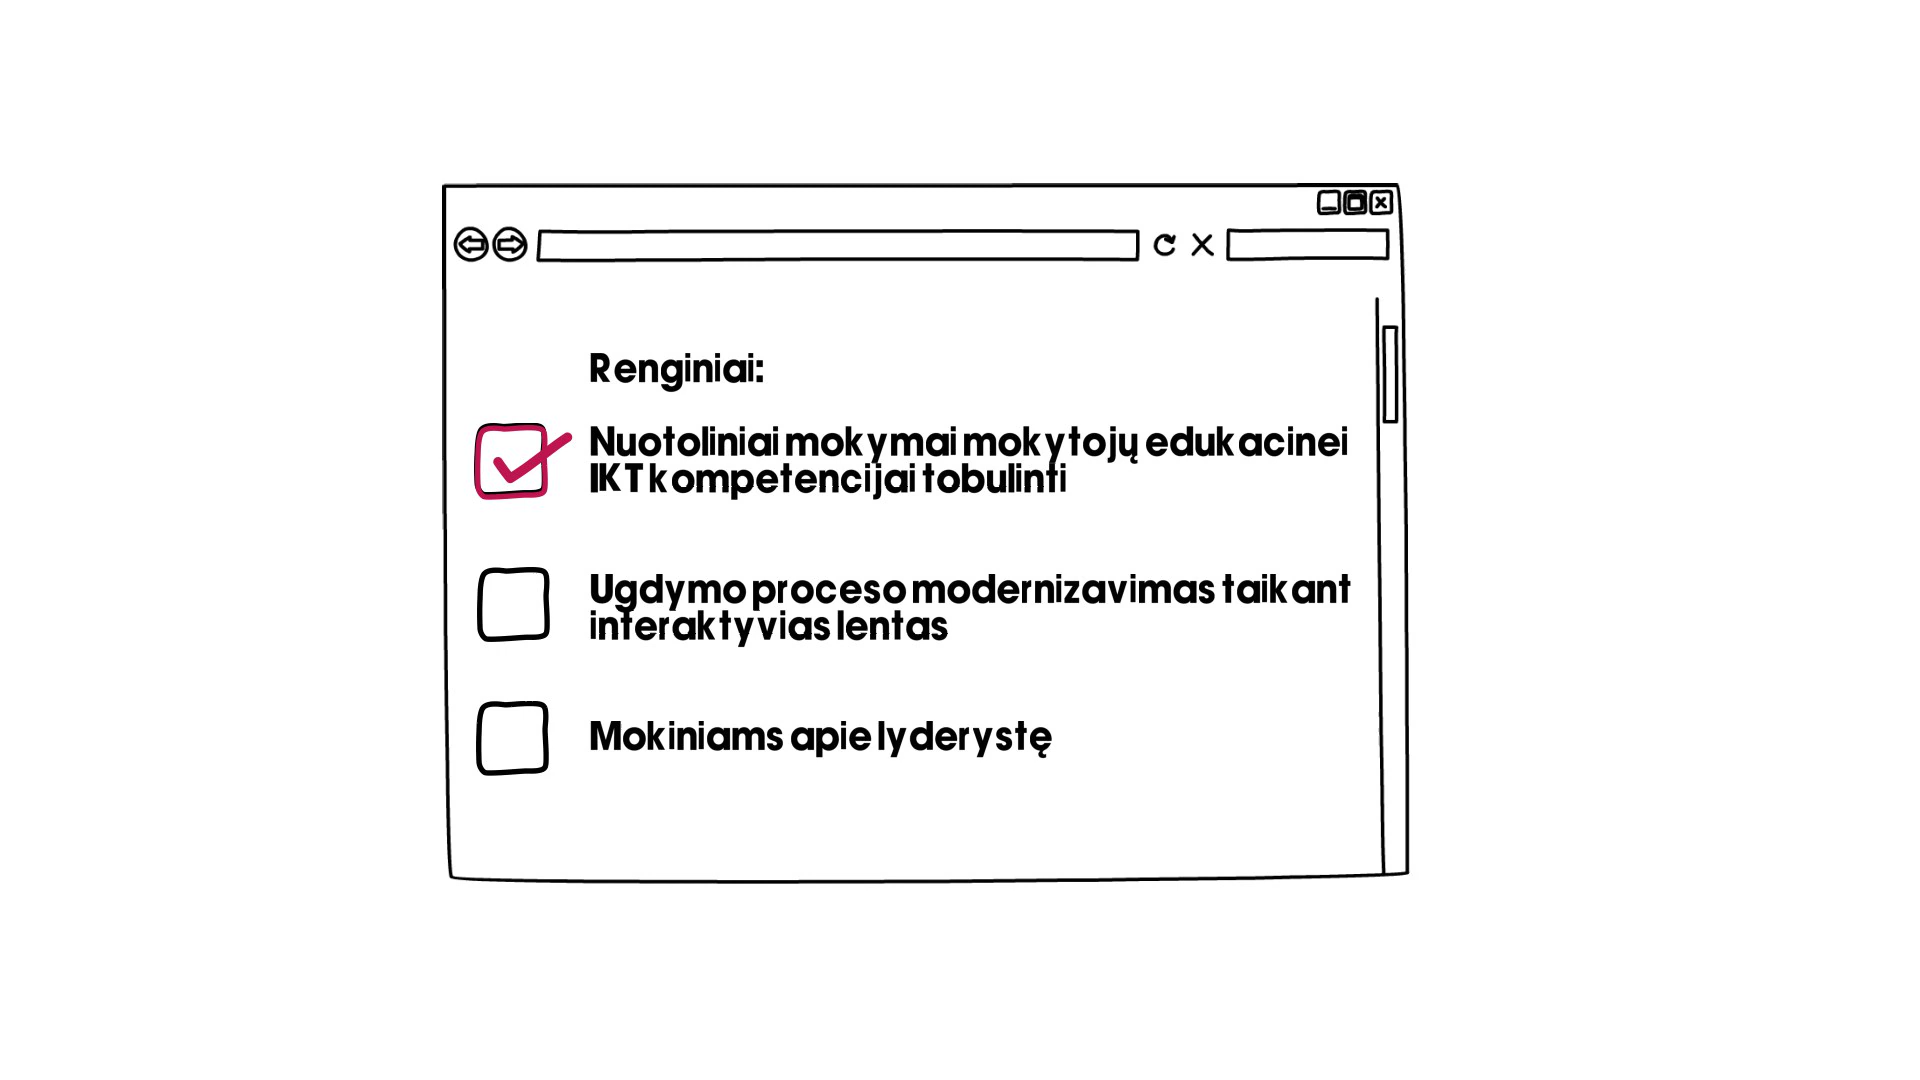 Renginiai:
Nuotoliniai mokymai mokytojų edukacinei
IKT kompetencijai tobulinti
Ugdymo proceso modernizavimas taikant
interaktyvias lentas
Mokiniams apie lyderystę